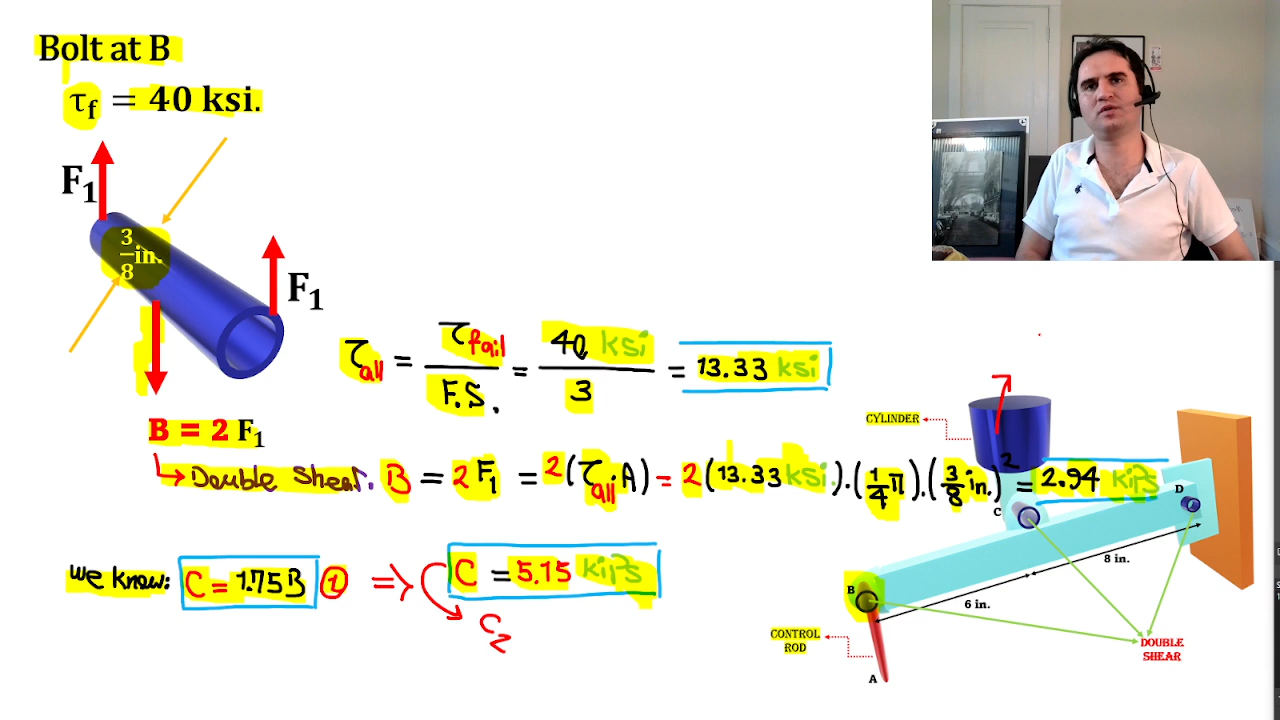 Bolt at B
τf = 40 ksi.
F1
3/8 in.
F1
τall = τfail / F.S. = 40 ksi / 3 = 13.33 ksi
B = 2 F1
CYLINDER
↳ Double Shear. B = 2 F1 = 2(τall.A) = 2(13.33 ksi).(1/4 π).(3/8 in.)² = 2.94 kips
D
C
8 in.
we know: C = 1.75B ① => C = 5.15 kips
B
6 in.
C2
CONTROL
ROD
DOUBLE
SHEAR
A